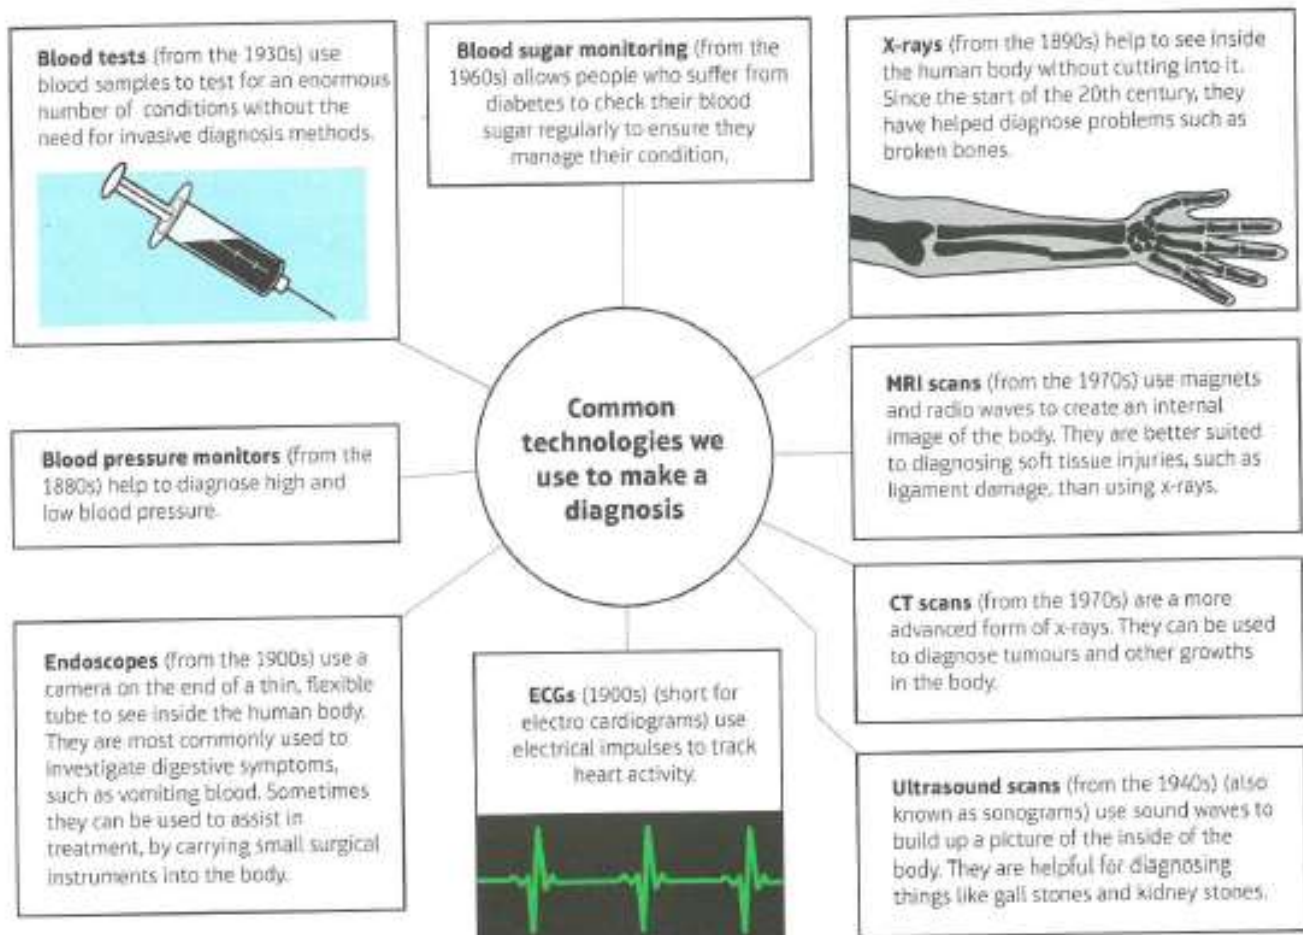 Blood tests (from the 1930s) use
blood samples to test for an enormous
number of conditions without the
need for invasive diagnosis methods.
Blood sugar monitoring (from the
1960s) allows people who suffer from
diabetes to check their blood
sugar regularly to ensure they
manage their condition.
X-rays (from the 1890s) help to see inside
the human body without cutting into it.
Since the start of the 20th century, they
have helped diagnose problems such as
broken bones.
Common
technologies we
use to make a
diagnosis
Blood pressure monitors (from the
1880s) help to diagnose high and
low blood pressure.
MRI scans (from the 1970s) use magnets
and radio waves to create an internal
image of the body. They are better suited
to diagnosing soft tissue injuries, such as
ligament damage, than using x-rays.
CT scans (from the 1970s) are a more
advanced form of x-rays. They can be used
to diagnose tumours and other growths
in the body.
Endoscopes (from the 1900s) use a
camera on the end of a thin, flexible
tube to see inside the human body.
They are most commonly used to
investigate digestive symptoms,
such as vomiting blood. Sometimes
they can be used to assist in
treatment, by carrying small surgical
instruments into the body.
ECGs (1900s) (short for
electro cardiograms) use
electrical impulses to track
heart activity.
Ultrasound scans (from the 1940s) (also
known as sonograms) use sound waves to
build up a picture of the inside of the
body. They are helpful for diagnosing
things like gall stones and kidney stones.